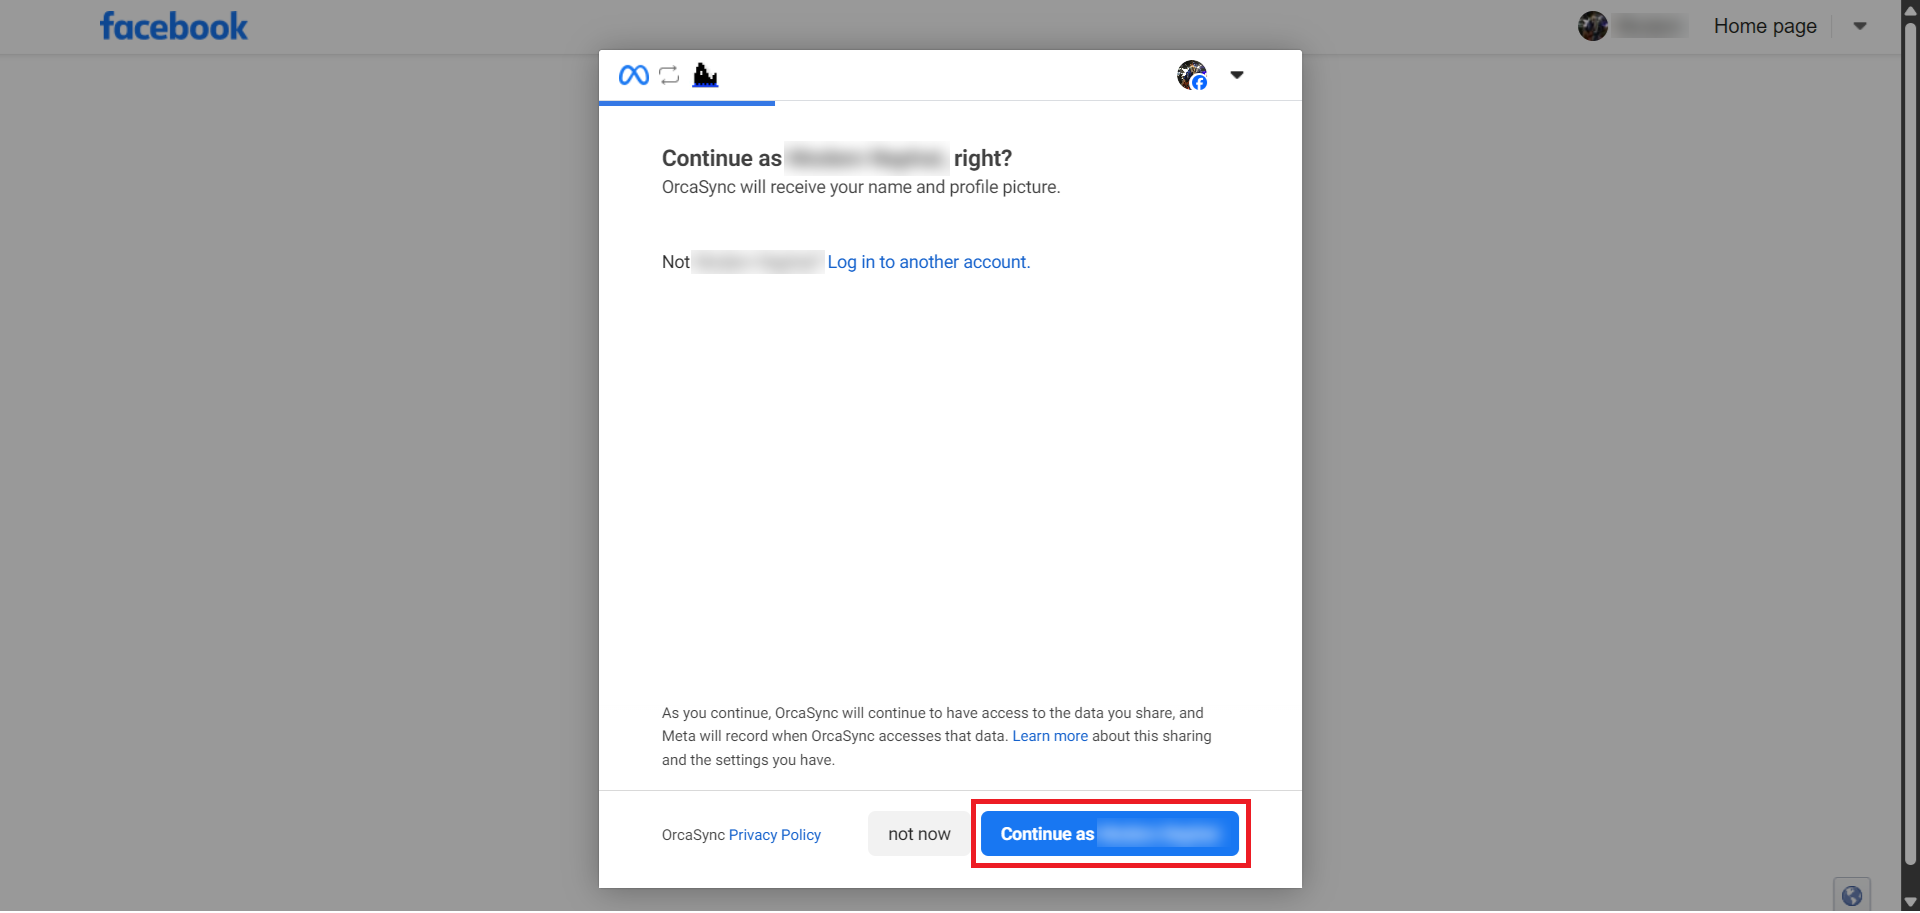 facebook
Home page
Continue as right?
OrcaSync will receive your name and profile picture.
Not Log in to another account.
As you continue, OrcaSync will continue to have access to the data you share, and
Meta will record when OrcaSync accesses that data. Learn more about this sharing
and the settings you have.
OrcaSync Privacy Policy
not now
Continue as